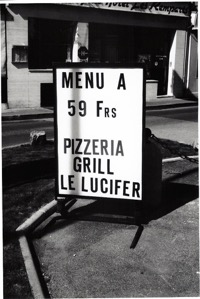 MENU A
59 FRS
PIZZERIA
GRILL
LE LUCIFER